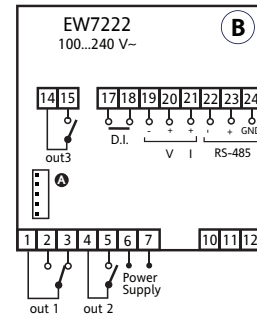 EW7222
B
100...240 V~
14 15 17 18 19 20 21 22 23 24
- + + - + GND
D.I.
V I RS-485
out3
A
1 2 3 4 5 6 7 10 11 12
Power
Supply
out 1 out 2